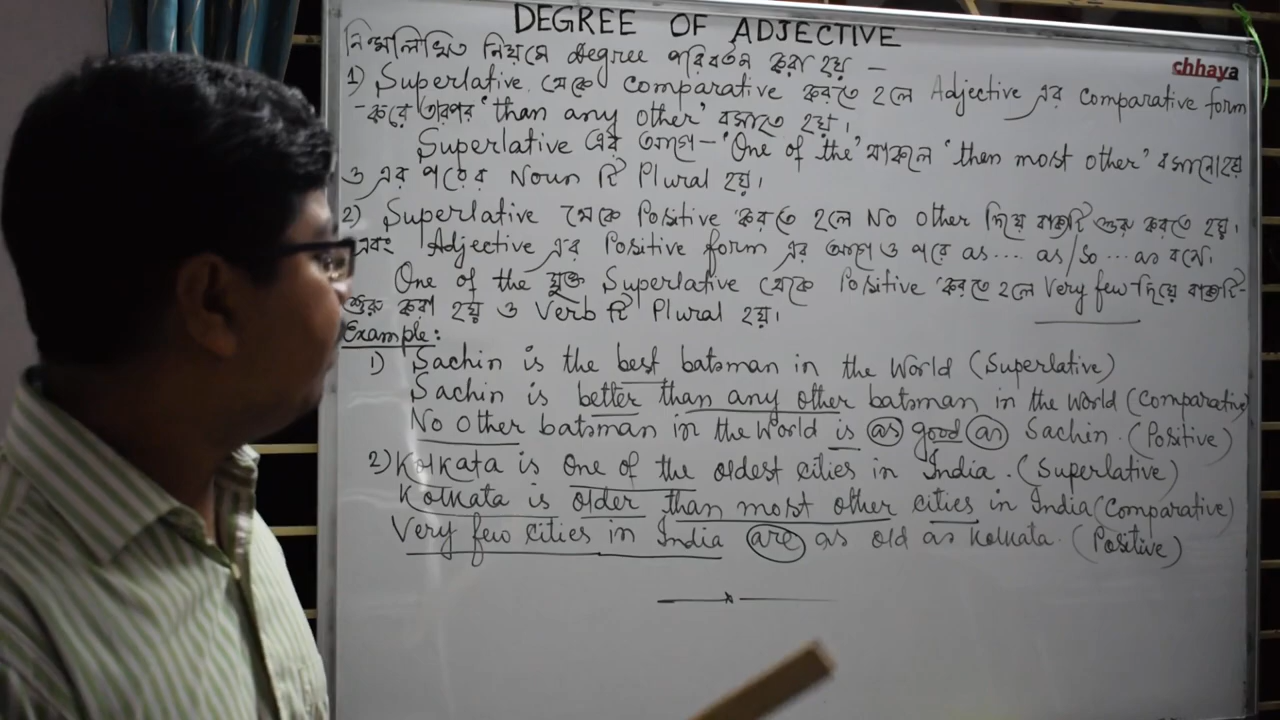 DEGREE OF ADJECTIVE
chhaya
নিম্নলিখিত নিয়মে degree পরিবর্তন করা হয় —
1) Superlative থেকে comparative করতে হলে Adjective এর comparative form
করে তারপর 'than any other' বসাতে হয়।
Superlative এর আগে - 'One of the' থাকলে 'than most other' বসানো হয়
ও এর পরের Noun টি Plural হয়।
2) Superlative থেকে Positive করতে হলে No other দিয়ে বাক্যটি শুরু করতে হয়।
এবং Adjective এর Positive form এর আগে ও পরে as .... as/so ... as বসে।
One of the যুক্ত Superlative থেকে Positive করতে হলে Very few দিয়ে বাক্যটি
শুরু করা হয় ও Verb টি Plural হয়।
Example:
1) Sachin is the best batsman in the World (Superlative)
Sachin is better than any other batsman in the World (Comparative)
No Other batsman in the World is as good as Sachin. (Positive)
2) Kolkata is One of the oldest cities in India. (Superlative)
Kolkata is older than most other cities in India (Comparative)
Very few cities in India are as old as Kolkata. (Positive)